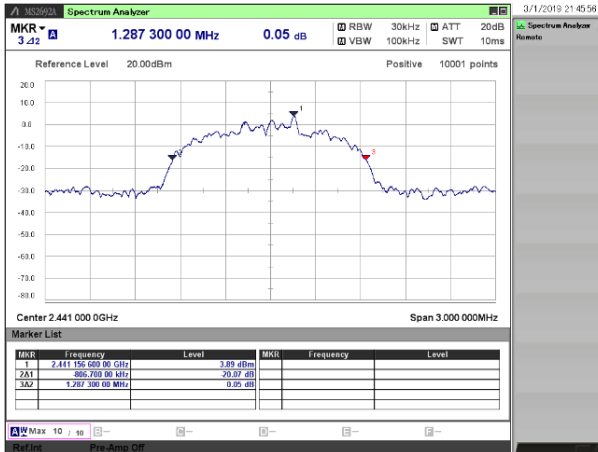 MS2692A Spectrum Analyzer
3/1/2019 21:45:56
MKR A 1.287 300 00 MHz 0.05 dB
3Δ2
A RBW 30kHz A ATT 20dB
A VBW 100kHz SWT 10ms
Spectrum Analyzer
Remote
Reference Level 20.00dBm Positive 10001 points
20.0
10.0
0.0
-10.0
-20.0
-30.0
-40.0
-60.0
-70.0
-80.0
1
3
Center 2.441 000 0GHz Span 3.000 000MHz
Marker List
MKR Frequency Level MKR Frequency Level
1 2.441 156 600 00 GHz 3.89 dBm
2Δ1 -806.700 00 kHz -20.07 dB
3Δ2 1.287 300 00 MHz 0.05 dB
A W Max 10 / 10 B- C- D- E- F-
Ref.Int Pre-Amp Off